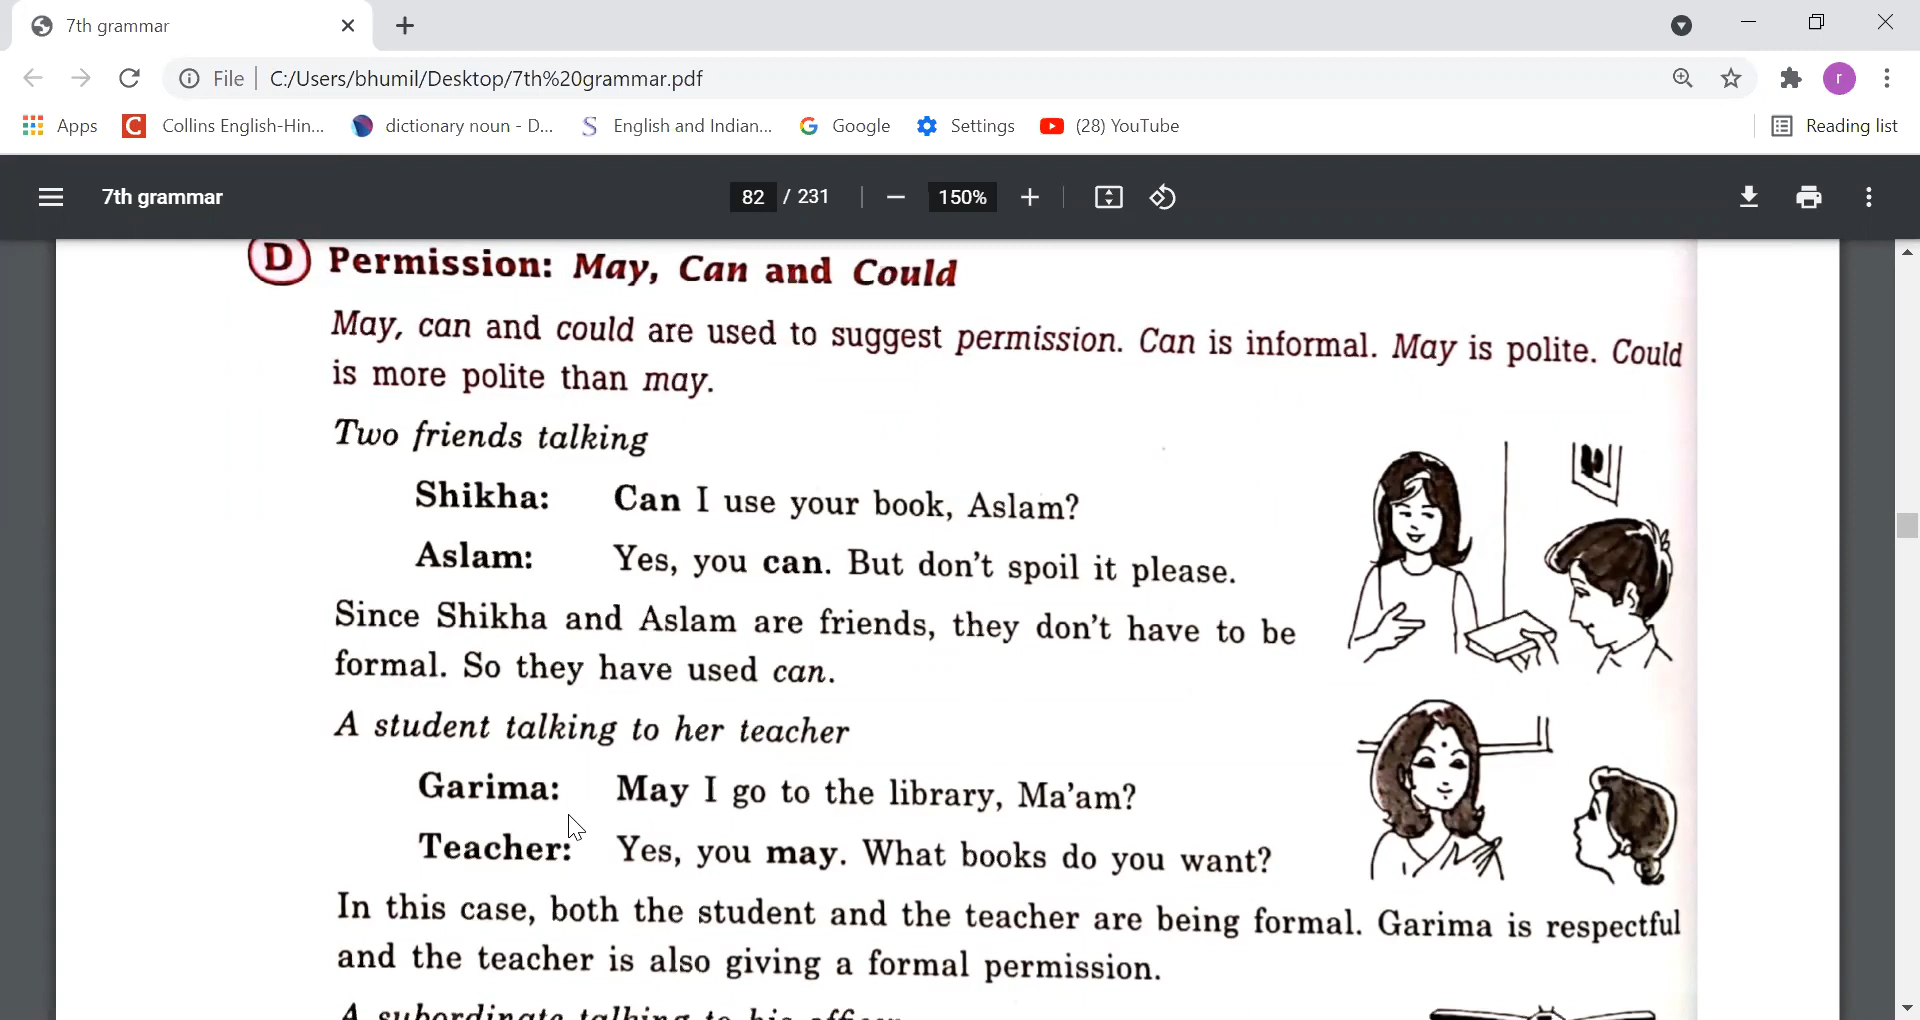 7th grammar
File C:/Users/bhumil/Desktop/7th%20grammar.pdf r
Apps Collins English-Hin... dictionary noun - D... English and Indian... Google Settings (28) YouTube Reading list
7th grammar 82 / 231 150%
D Permission: May, Can and Could
May, can and could are used to suggest permission. Can is informal. May is polite. Could
is more polite than may.
Two friends talking
Shikha: Can I use your book, Aslam?
Aslam: Yes, you can. But don't spoil it please.
Since Shikha and Aslam are friends, they don't have to be
formal. So they have used can.
A student talking to her teacher
Garima: May I go to the library, Ma'am?
Teacher: Yes, you may. What books do you want?
In this case, both the student and the teacher are being formal. Garima is respectful
and the teacher is also giving a formal permission.
A subordinate talking to his officer